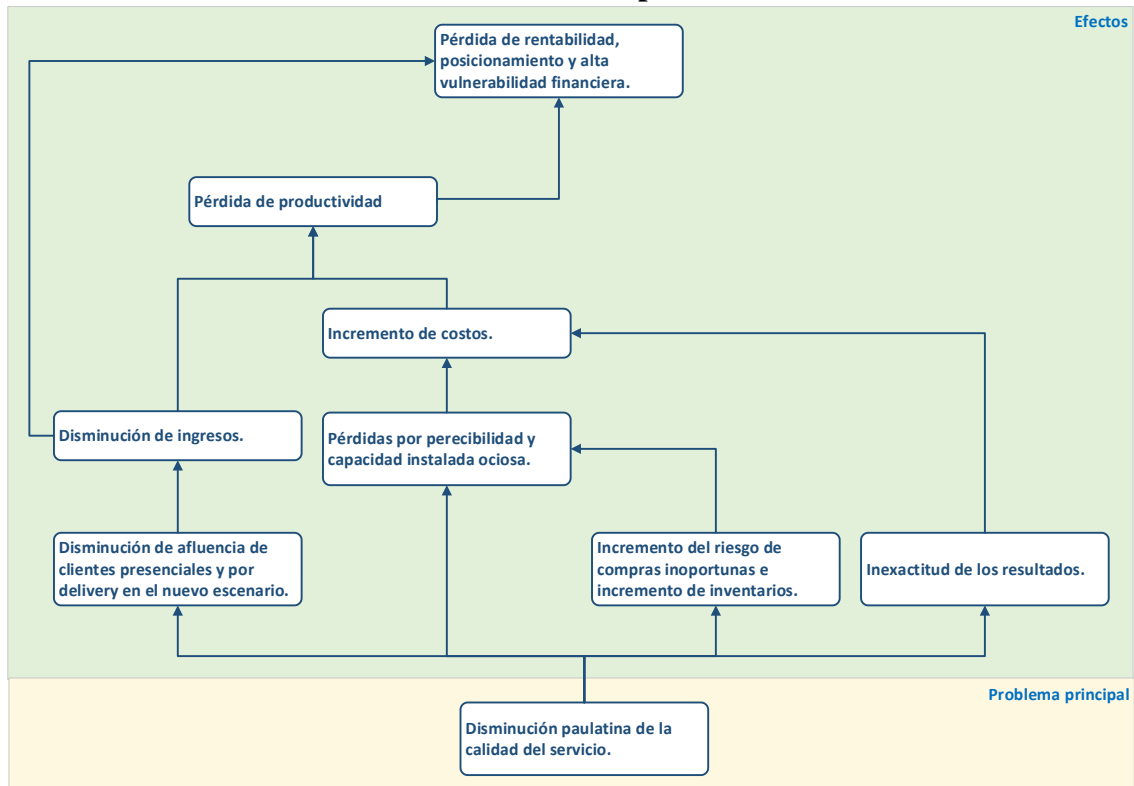 Efectos
Pérdida de rentabilidad,
posicionamiento y alta
vulnerabilidad financiera.
Pérdida de productividad
Incremento de costos.
Disminución de ingresos.
Pérdidas por perecibilidad y
capacidad instalada ociosa.
Disminución de afluencia de
clientes presenciales y por
delivery en el nuevo escenario.
Incremento del riesgo de
compras inoportunas e
incremento de inventarios.
Inexactitud de los resultados.
Problema principal
Disminución paulatina de la
calidad del servicio.